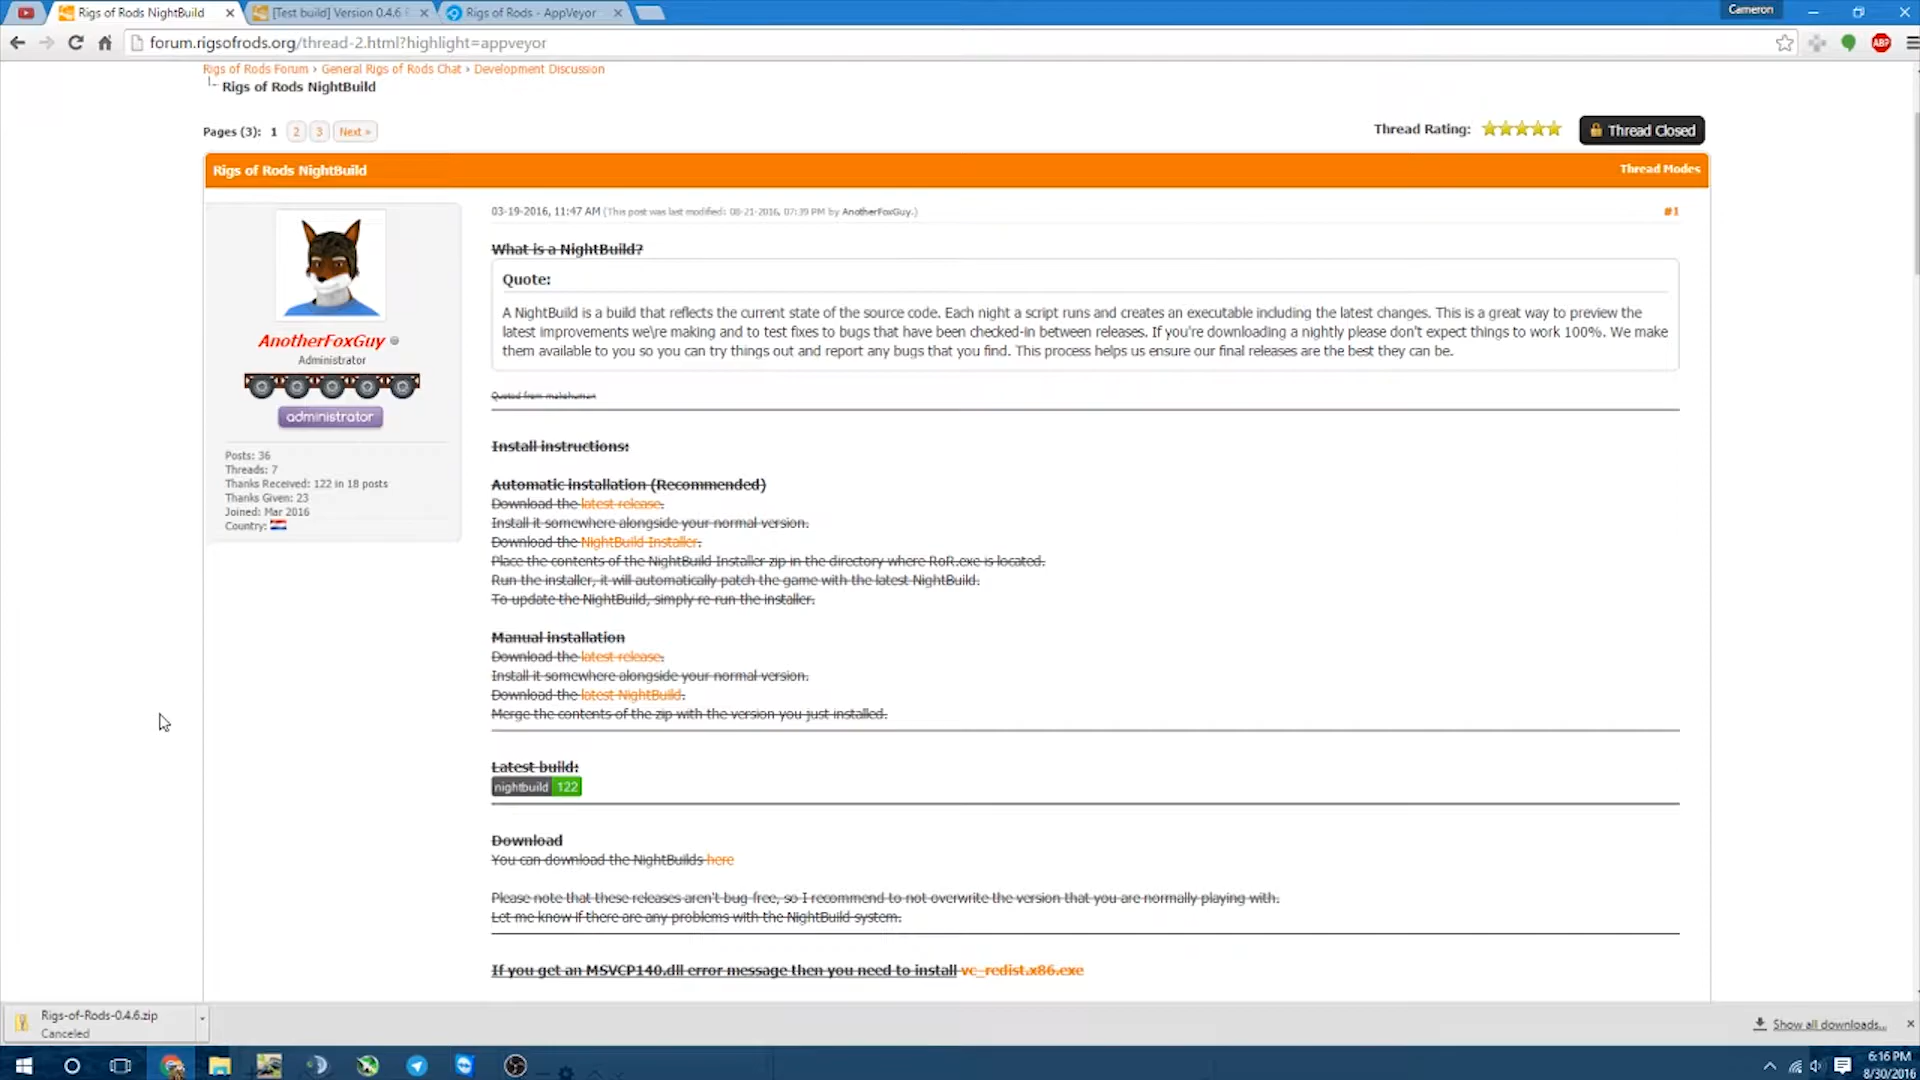 Rigs of Rods NightBuild
[Test build] Version 0.4.6
Rigs of Rods - AppVeyor
Cameron
forum.rigsofrods.org/thread-2.html?highlight=appveyor
ABP
Rigs of Rods Forum › General Rigs of Rods Chat › Development Discussion
Rigs of Rods NightBuild
Pages (3): 1 2 3 Next »
Thread Rating:
Thread Closed
Rigs of Rods NightBuild
Thread Modes
03-19-2016, 11:47 AM (This post was last modified: 08-21-2016, 07:39 PM by AnotherFoxGuy.)
#1
What is a NightBuild?
Quote:
A NightBuild is a build that reflects the current state of the source code. Each night a script runs and creates an executable including the latest changes. This is a great way to preview the
latest improvements we\re making and to test fixes to bugs that have been checked-in between releases. If you're downloading a nightly please don't expect things to work 100%. We make
them available to you so you can try things out and report any bugs that you find. This process helps us ensure our final releases are the best they can be.
Quoted from makehuman
AnotherFoxGuy
Administrator
administrator
Posts: 36
Threads: 7
Thanks Received: 122 in 18 posts
Thanks Given: 23
Joined: Mar 2016
Country:
Install instructions:
Automatic installation (Recommended)
Download the latest release.
Install it somewhere alongside your normal version.
Download the NightBuild Installer.
Place the contents of the NightBuild Installer zip in the directory where RoR.exe is located.
Run the installer, it will automatically patch the game with the latest NightBuild.
To update the NightBuild, simply re-run the installer.
Manual installation
Download the latest release.
Install it somewhere alongside your normal version.
Download the latest NightBuild.
Merge the contents of the zip with the version you just installed.
Latest build:
nightbuild 122
Download
You can download the NightBuilds here
Please note that these releases aren't bug free, so I recommend to not overwrite the version that you are normally playing with.
Let me know if there are any problems with the NightBuild system.
If you get an MSVCP140.dll error message then you need to install vc_redist.x86.exe
Rigs-of-Rods-0.4.6.zip
Canceled
Show all downloads...
6:16 PM
8/30/2016